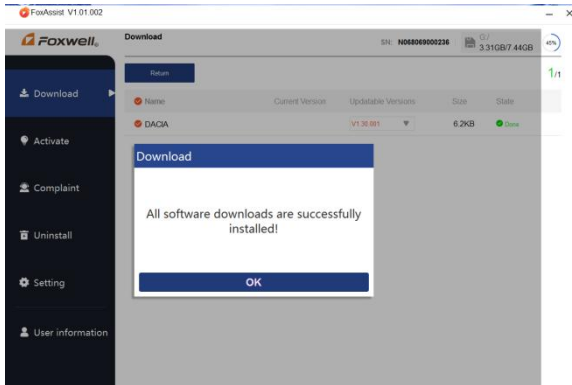 FoxAssist V1.01.002
FOXWELL
Download
SN: N068069000236
G:/
3.31GB/7.44GB
45%
Return
1/1
Download
Name Current Version Updatable Versions Size State
DACIA V1.30.001 6.2KB Done
Activate
Download
Complaint
All software downloads are successfully
installed!
Uninstall
OK
Setting
User information